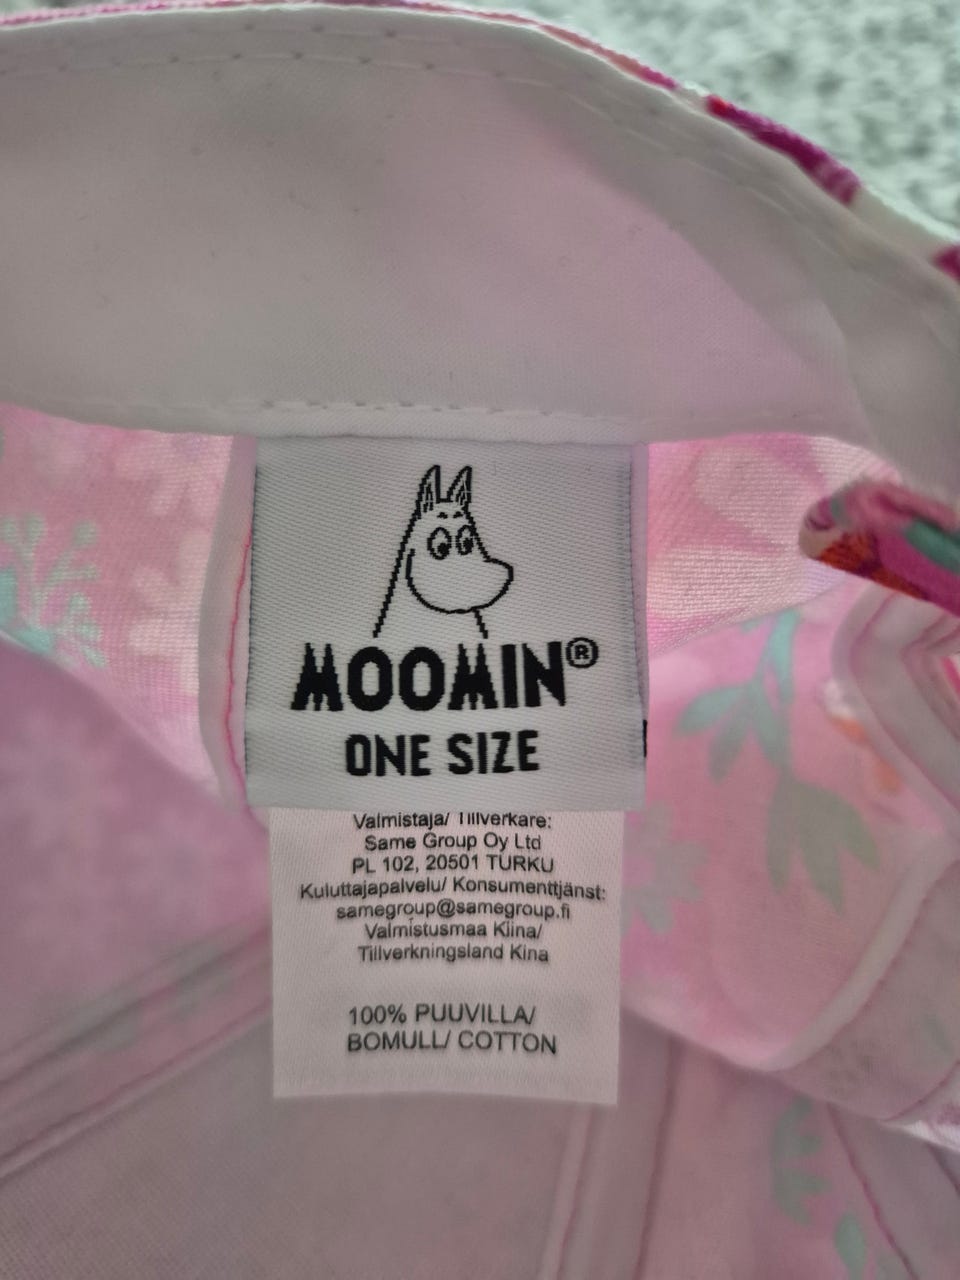 MOOMIN®
ONE SIZE
Valmistaja/ Tillverkare:
Same Group Oy Ltd
PL 102, 20501 TURKU
Kuluttajapalvelu/ Konsumenttjänst:
samegroup@samegroup.fi
Valmistusmaa Kiina/
Tillverkningsland Kina
100% PUUVILLA/
BOMULL/ COTTON